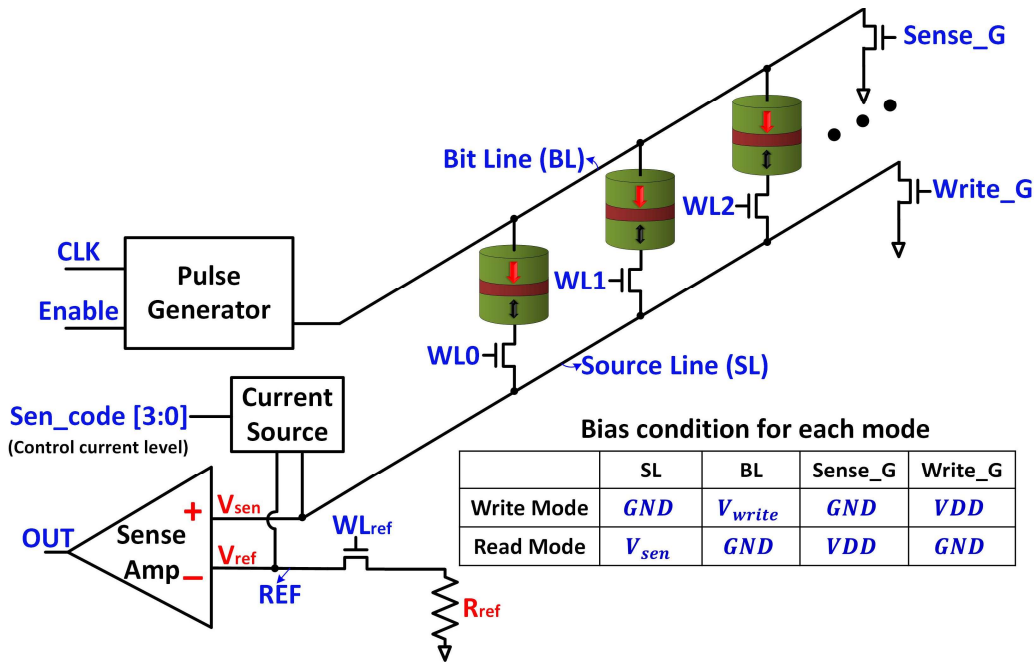 Sense_G
Bit Line (BL)
WL2
Write_G
CLK
Pulse
Generator
Enable
WL1
WL0
Source Line (SL)
Sen_code [3:0]
(Control current level)
Current
Source
Bias condition for each mode
SL BL Sense_G Write_G
Write Mode GND V_write GND VDD
Read Mode V_sen GND VDD GND
OUT
Sense
Amp
+
−
V_sen
V_ref
WL_ref
REF
R_ref